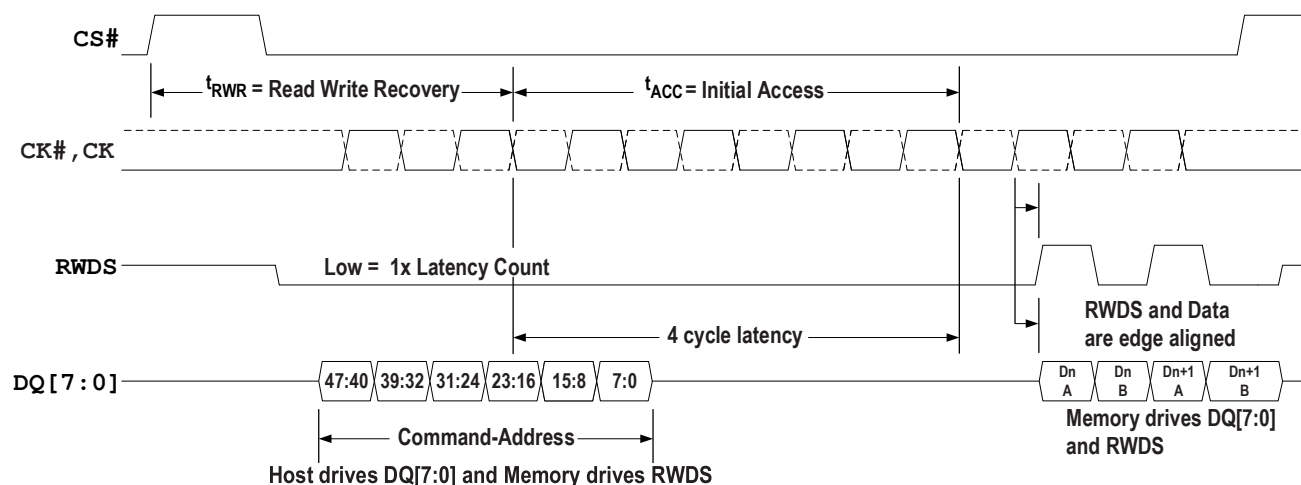 CS#
tRWR = Read Write Recovery
tACC = Initial Access
CK#,CK
RWDS
Low = 1x Latency Count
4 cycle latency
RWDS and Data
are edge aligned
DQ[7:0]
47:40 39:32 31:24 23:16 15:8 7:0
Dn A
Dn B
Dn+1 A
Dn+1 B
Command-Address
Memory drives DQ[7:0]
and RWDS
Host drives DQ[7:0] and Memory drives RWDS